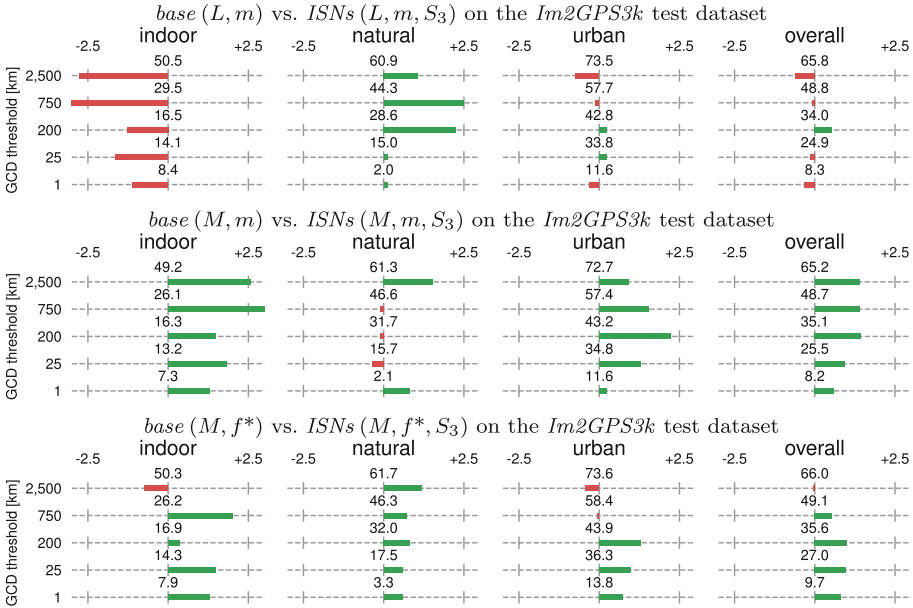 base (L, m) vs. ISNs (L, m, S₃) on the Im2GPS3k test dataset
indoor natural urban overall
-2.5 +2.5 -2.5 +2.5 -2.5 +2.5 -2.5 +2.5
50.5 60.9 73.5 65.8
2,500
29.5 44.3 57.7 48.8
750
16.5 28.6 42.8 34.0
200
14.1 15.0 33.8 24.9
25
8.4 2.0 11.6 8.3
1
GCD threshold [km]
base (M, m) vs. ISNs (M, m, S₃) on the Im2GPS3k test dataset
indoor natural urban overall
-2.5 +2.5 -2.5 +2.5 -2.5 +2.5 -2.5 +2.5
49.2 61.3 72.7 65.2
2,500
26.1 46.6 57.4 48.7
750
16.3 31.7 43.2 35.1
200
13.2 15.7 34.8 25.5
25
7.3 2.1 11.6 8.2
1
GCD threshold [km]
base (M, f*) vs. ISNs (M, f*, S₃) on the Im2GPS3k test dataset
indoor natural urban overall
-2.5 +2.5 -2.5 +2.5 -2.5 +2.5 -2.5 +2.5
50.3 61.7 73.6 66.0
2,500
26.2 46.3 58.4 49.1
750
16.9 32.0 43.9 35.6
200
14.3 17.5 36.3 27.0
25
7.9 3.3 13.8 9.7
1
GCD threshold [km]